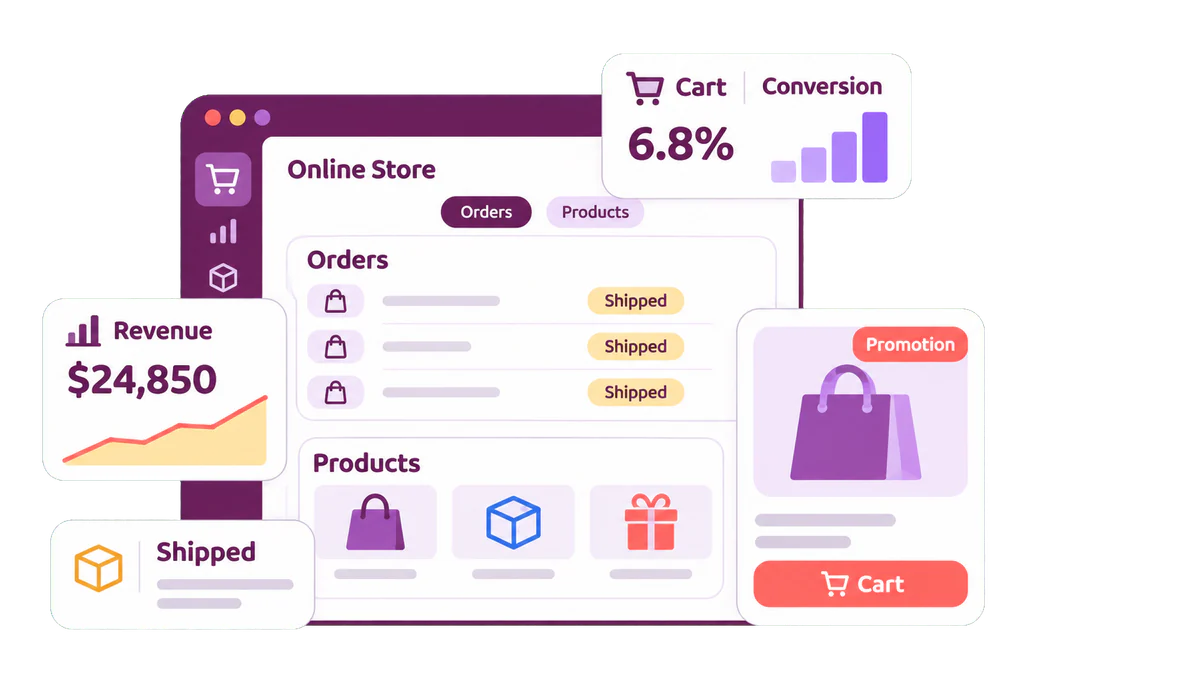 Cart
Conversion
6.8%
Online Store
Orders
Products
Orders
Shipped
Shipped
Shipped
Revenue
$24,850
Promotion
Products
Shipped
Cart